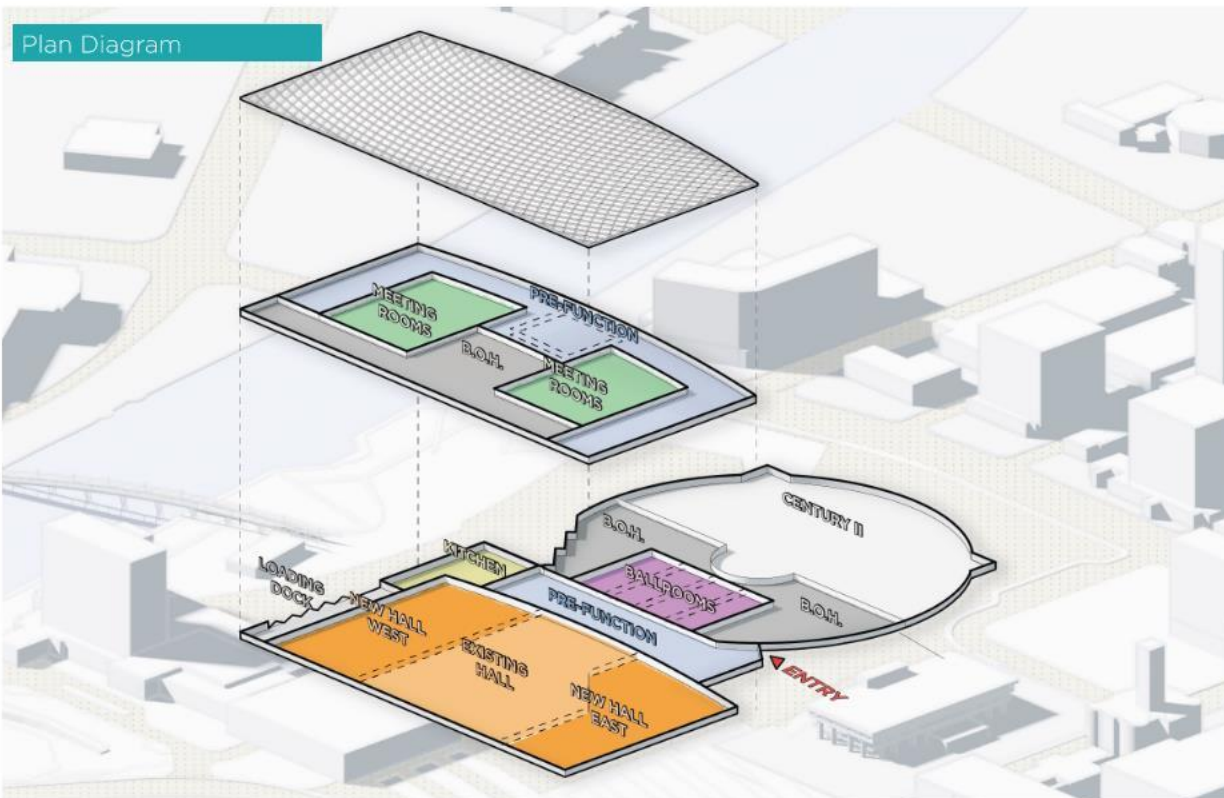 Plan Diagram
MEETING
ROOMS
PRE-FUNCTION
B.O.H.
MEETING
ROOMS
CENTURY II
B.O.H.
KITCHEN
LOADING
DOCK
BALLROOMS
NEW HALL
WEST
PRE-FUNCTION
B.O.H.
EXISTING
HALL
ENTRY
NEW HALL
EAST